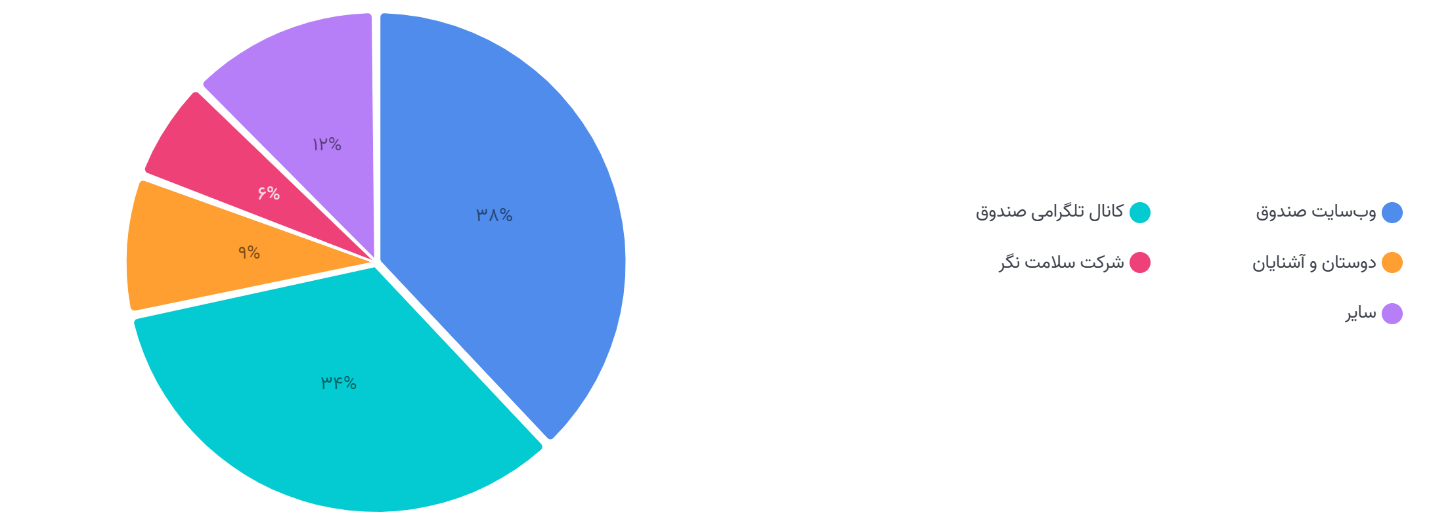 ۱۲%
۳۸%
۶%
۹%
۳۴%
وب‌سایت صندوق
کانال تلگرامی صندوق
دوستان و آشنایان
شرکت سلامت نگر
سایر